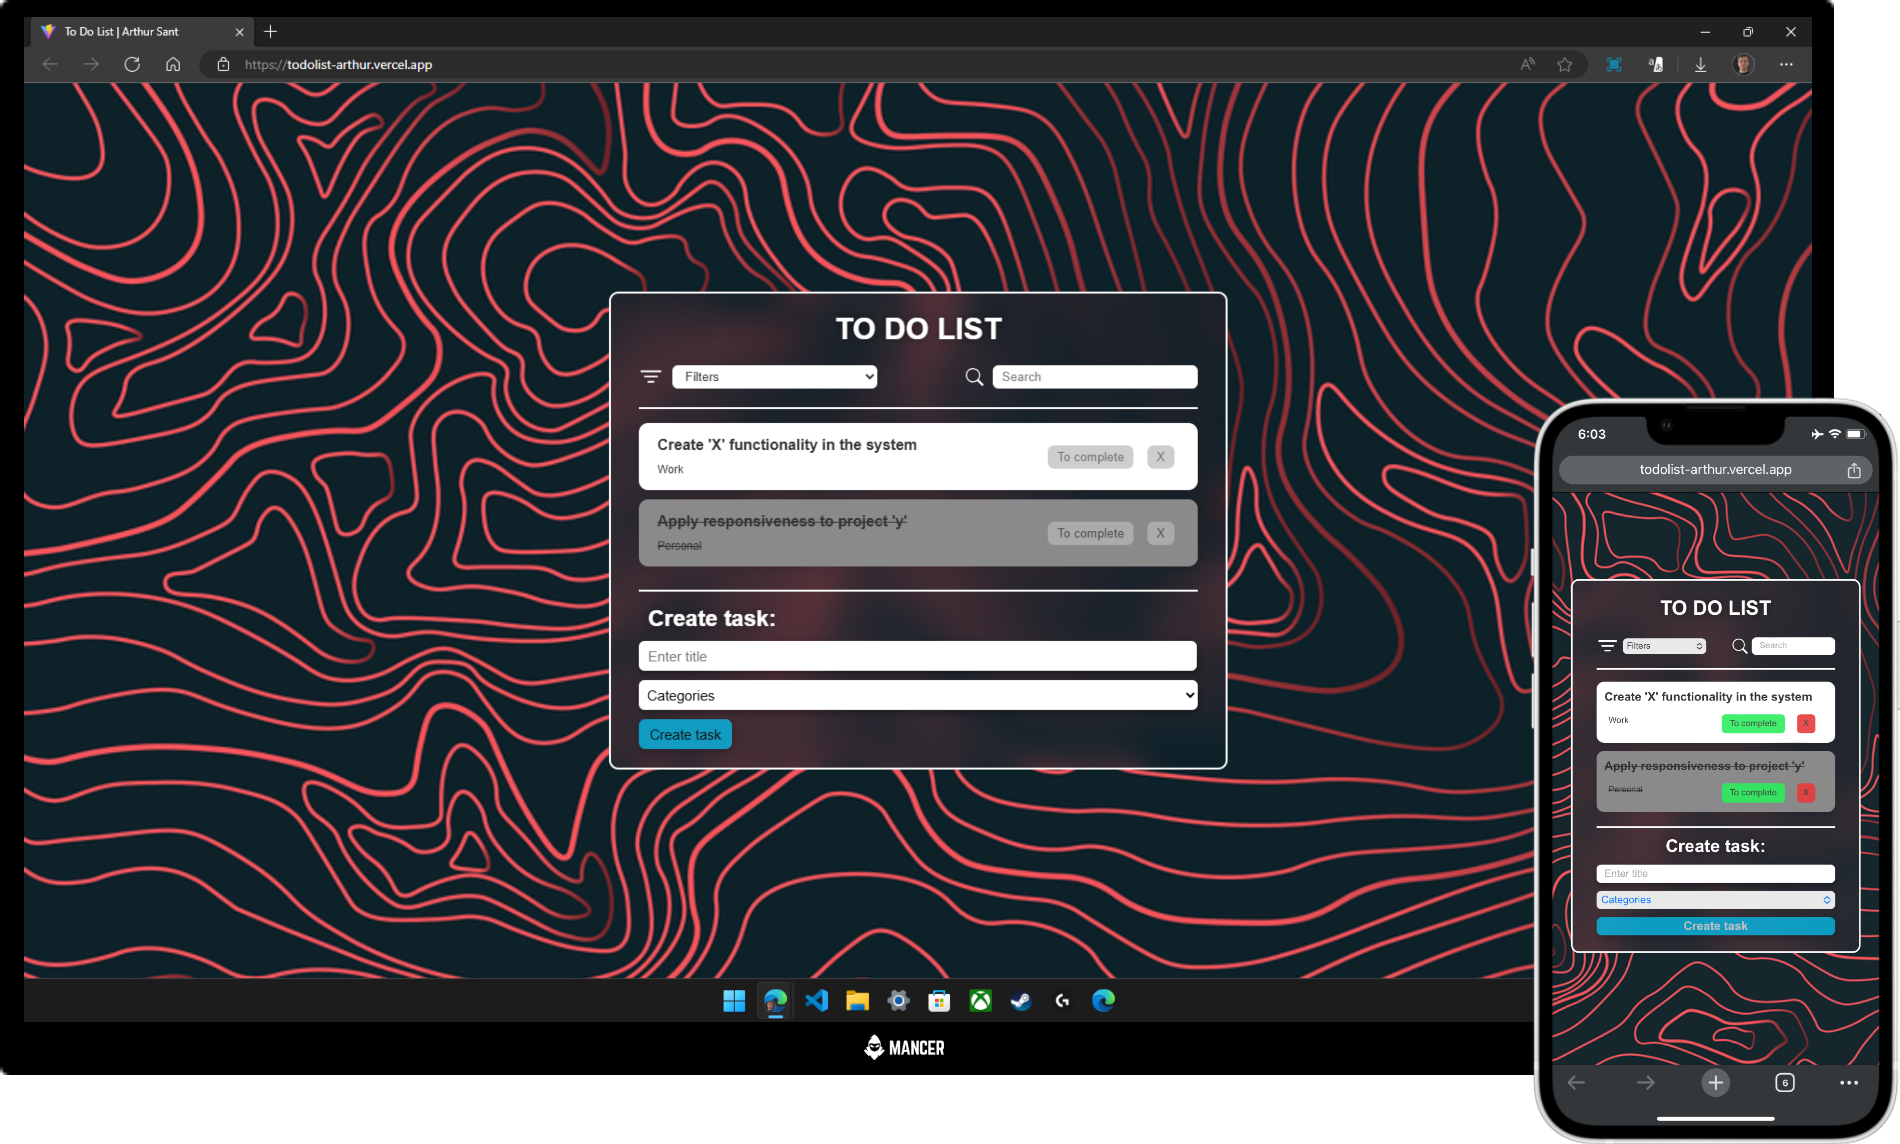 To Do List | Arthur Sant
https://todolist-arthur.vercel.app
TO DO LIST
Filters
Search
Create 'X' functionality in the system
To complete
X
Work
Apply responsiveness to project 'y'
To complete
X
Personal
Create task:
Enter title
Categories
Create task
MANCER
6:03
todolist-arthur.vercel.app
TO DO LIST
Filters
Search
Create 'X' functionality in the system
Work
To complete
X
Apply responsiveness to project 'y'
Personal
To complete
X
Create task:
Enter title
Categories
Create task
6